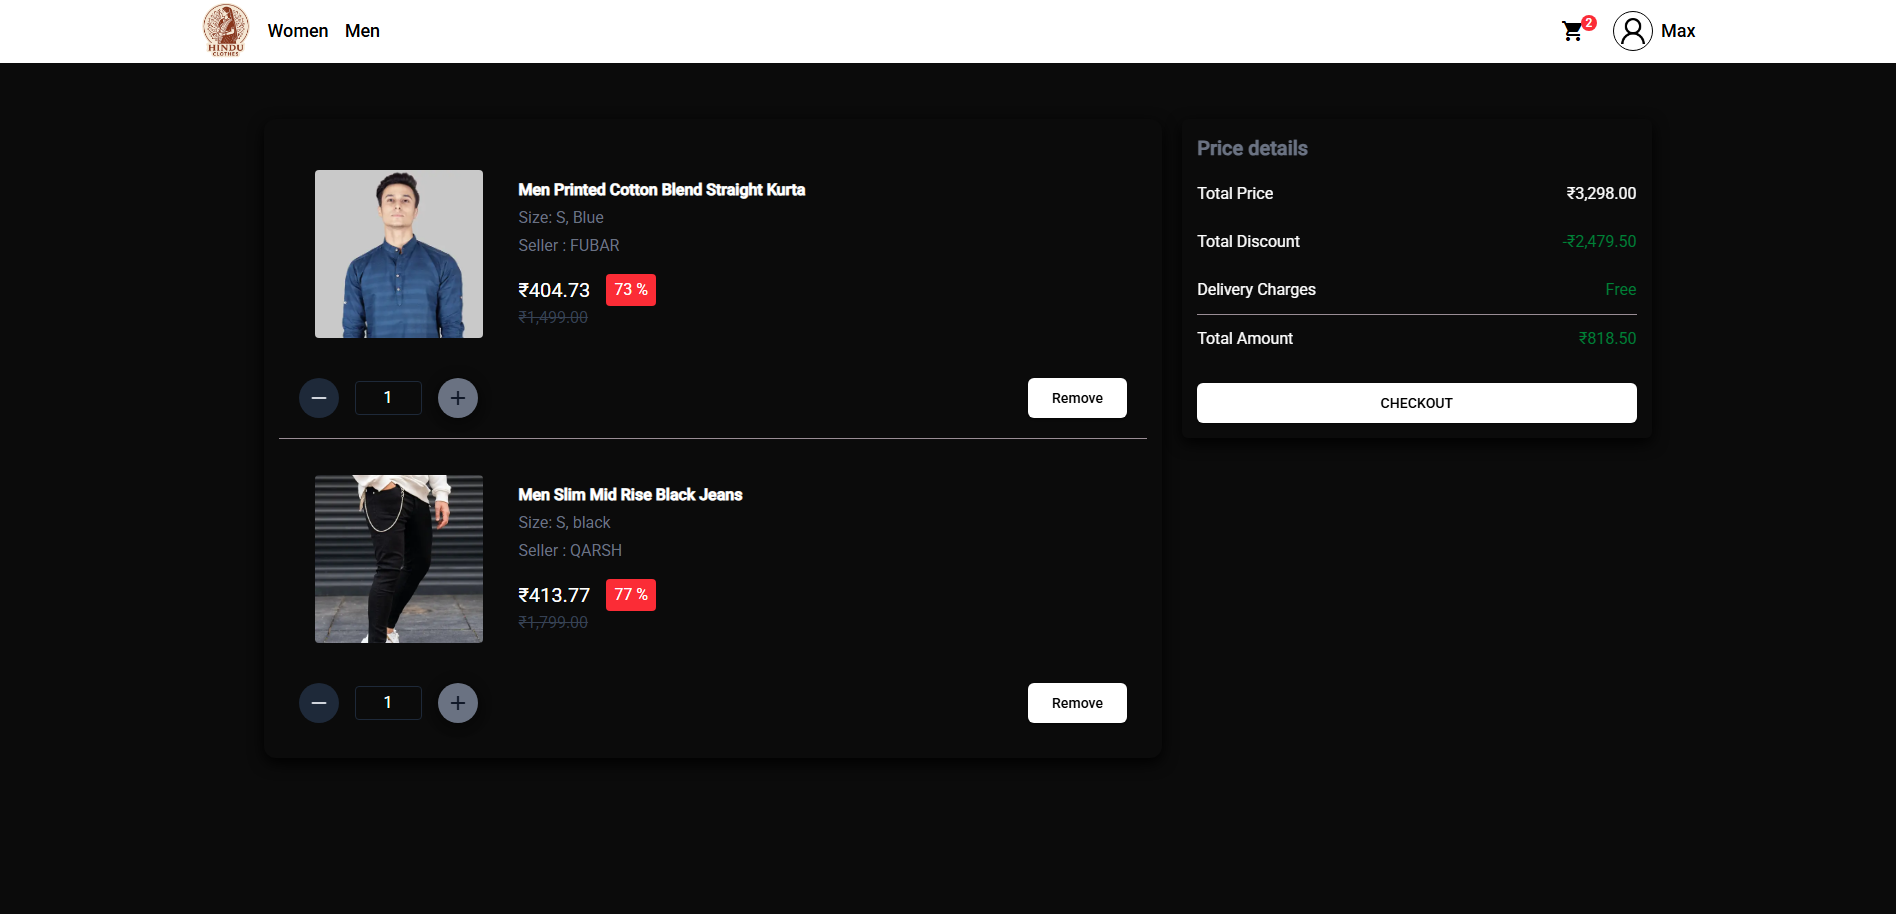 HINDU
CLOTHES
Women
Men
2
Max
Men Printed Cotton Blend Straight Kurta
Size: S, Blue
Seller : FUBAR
₹404.73 73 %
₹1,499.00
1
Remove
Men Slim Mid Rise Black Jeans
Size: S, black
Seller : QARSH
₹413.77 77 %
₹1,799.00
1
Remove
Price details
Total Price ₹3,298.00
Total Discount -₹2,479.50
Delivery Charges Free
Total Amount ₹818.50
CHECKOUT